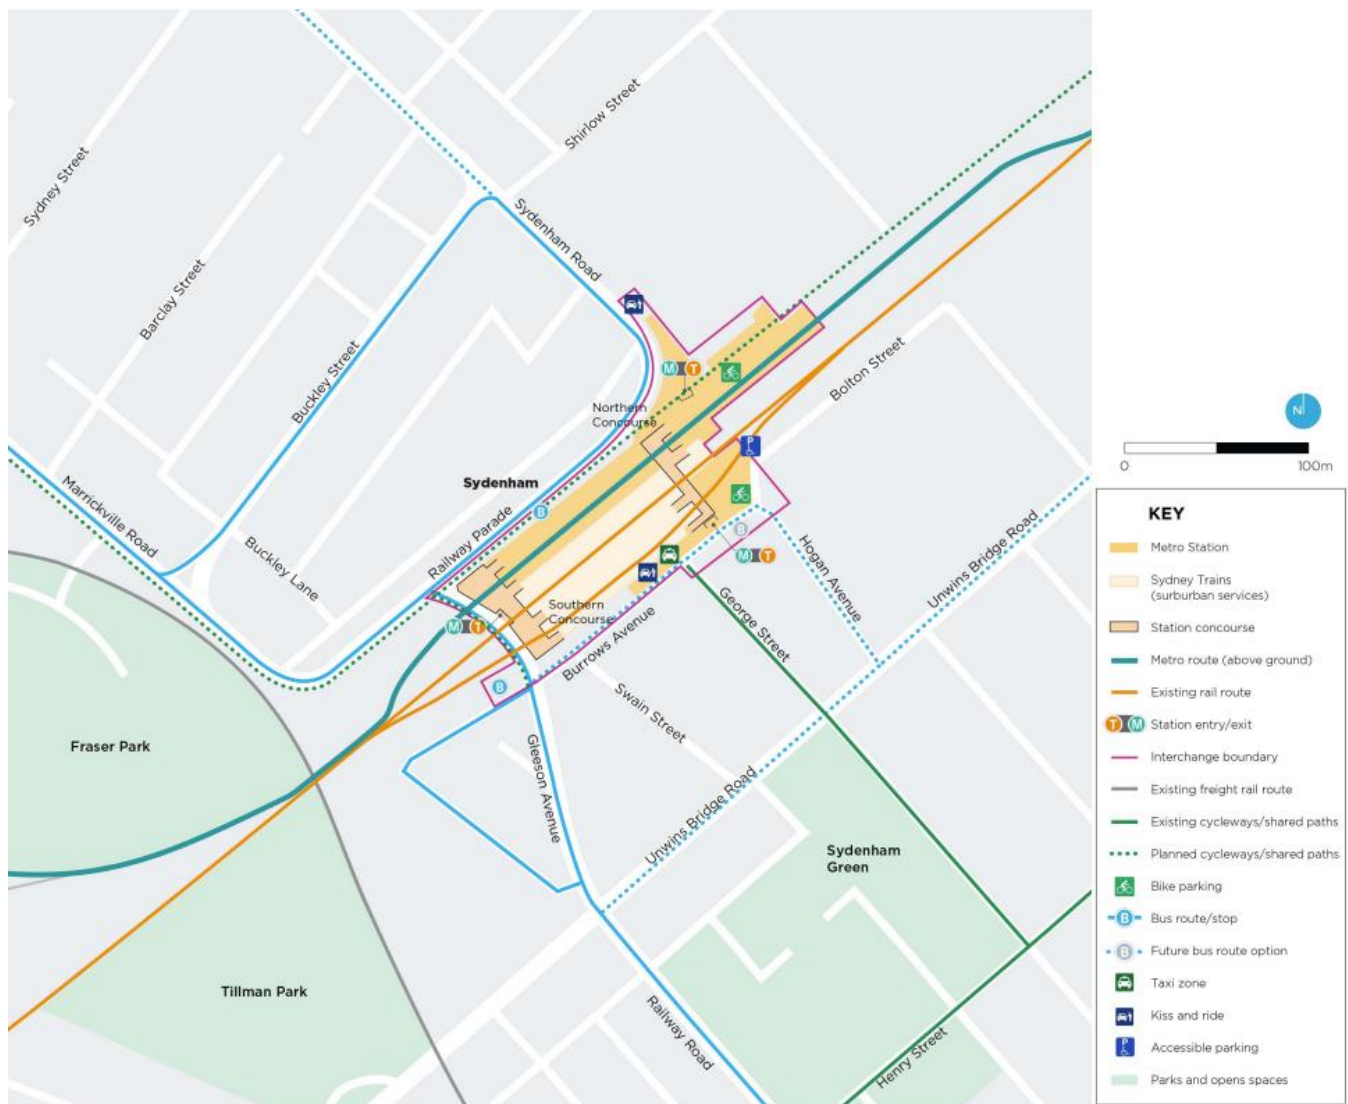 Shirlow Street
Sydney Street
Sydenham Road
Barclay Street
Buckley Street
Bolton Street
M T
Northern
Concourse
P
Sydenham
B
B
M T
Marrickville Road
Railway Parade
Buckley Lane
Hogan Avenue
Unwins Bridge Road
Southern
Concourse
M T
George Street
Burrows Avenue
B
Swain Street
Fraser Park
Gleeson Avenue
Unwins Bridge Road
Sydenham
Green
Tillman Park
Railway Road
Henry Street
N
0 100m
KEY
Metro Station
Sydney Trains
(surburban services)
Station concourse
Metro route (above ground)
Existing rail route
T M Station entry/exit
Interchange boundary
Existing freight rail route
Existing cycleways/shared paths
Planned cycleways/shared paths
Bike parking
B Bus route/stop
B Future bus route option
Taxi zone
Kiss and ride
P Accessible parking
Parks and opens spaces